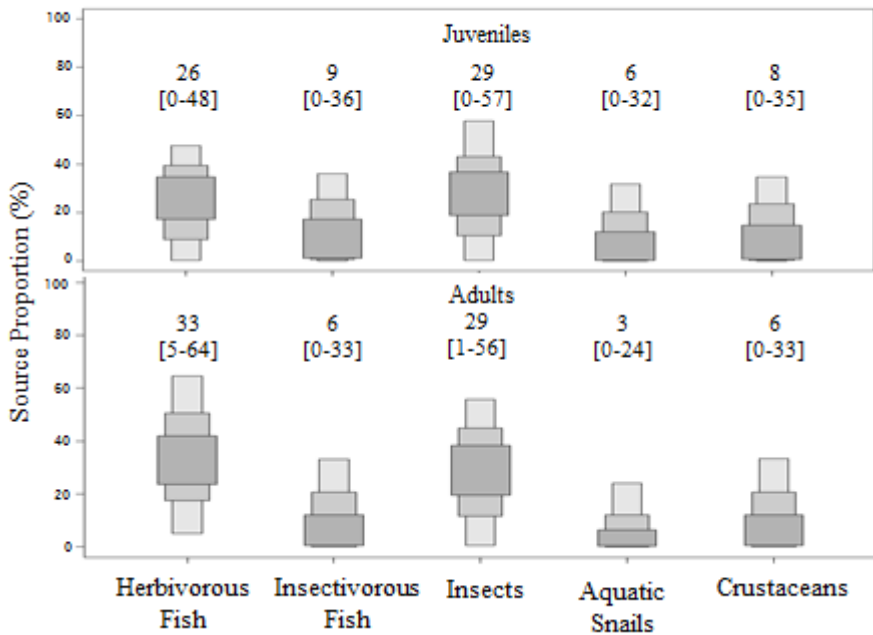 Juveniles
26 9 29 6 8
[0-48] [0-36] [0-57] [0-32] [0-35]
100
80
60
40
20
0
Source Proportion (%)
Adults
33 6 29 3 6
[5-64] [0-33] [1-56] [0-24] [0-33]
100
80
60
40
20
0
Herbivorous Insectivorous Insects Aquatic Crustaceans
Fish Fish Snails